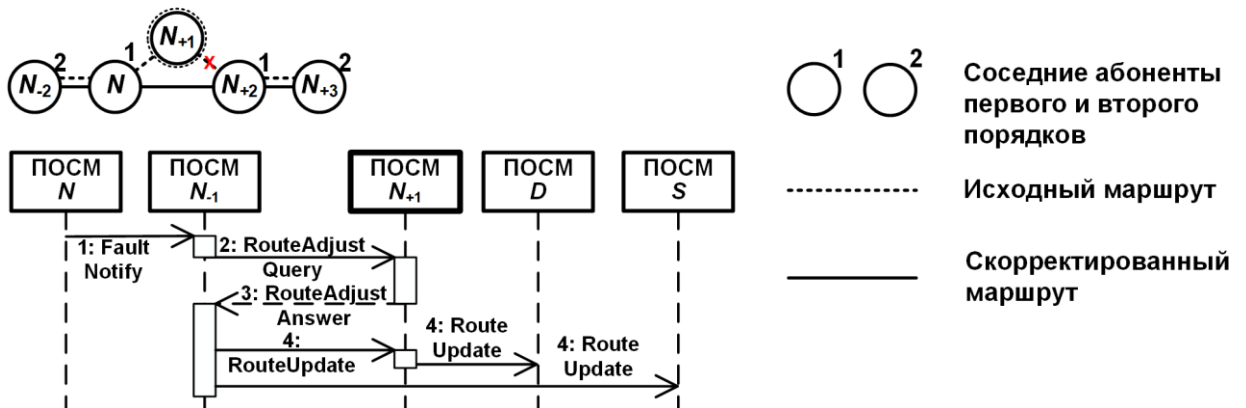 N+1
1
x
2
1
2
N-2
N
N+2
N+3
ПОСМ
N
ПОСМ
N-1
ПОСМ
N+1
ПОСМ
D
ПОСМ
S
1: Fault
Notify
2: RouteAdjust
Query
3: RouteAdjust
Answer
4:
RouteUpdate
4: Route
Update
4: Route
Update
1
2
Соседние абоненты
первого и второго
порядков
Исходный маршрут
Скорректированный
маршрут